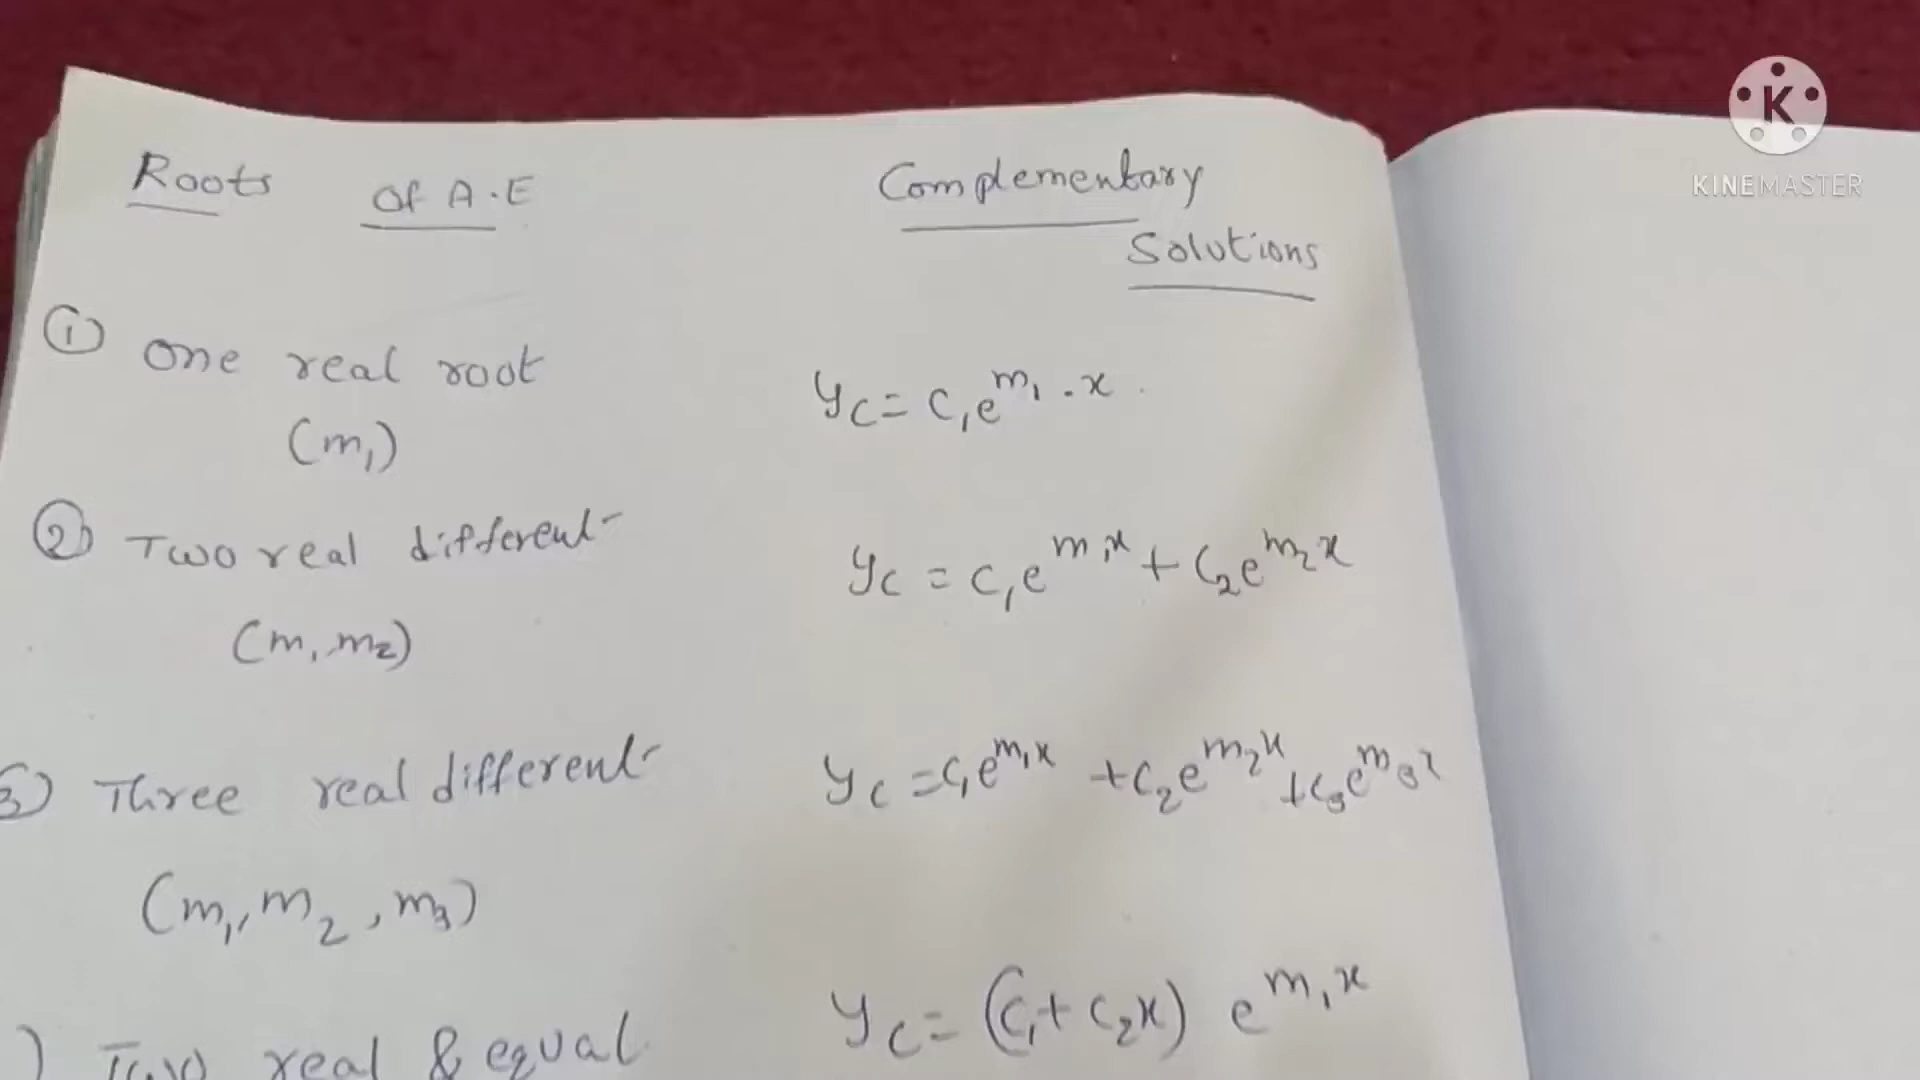 Roots of A.E
Complementary
Solutions
① One real root
(m₁)
y_c = c₁e^{m₁.x}
② Two real different
(m₁, m₂)
y_c = c₁e^{m₁x} + c₂e^{m₂x}
3) Three real different
(m₁, m₂, m₃)
y_c = c₁e^{m₁x} + c₂e^{m₂x} + c₃e^{m₃x}
) Two real & equal
y_c = (c₁ + c₂x) e^{m₁x}
K
KINEMASTER